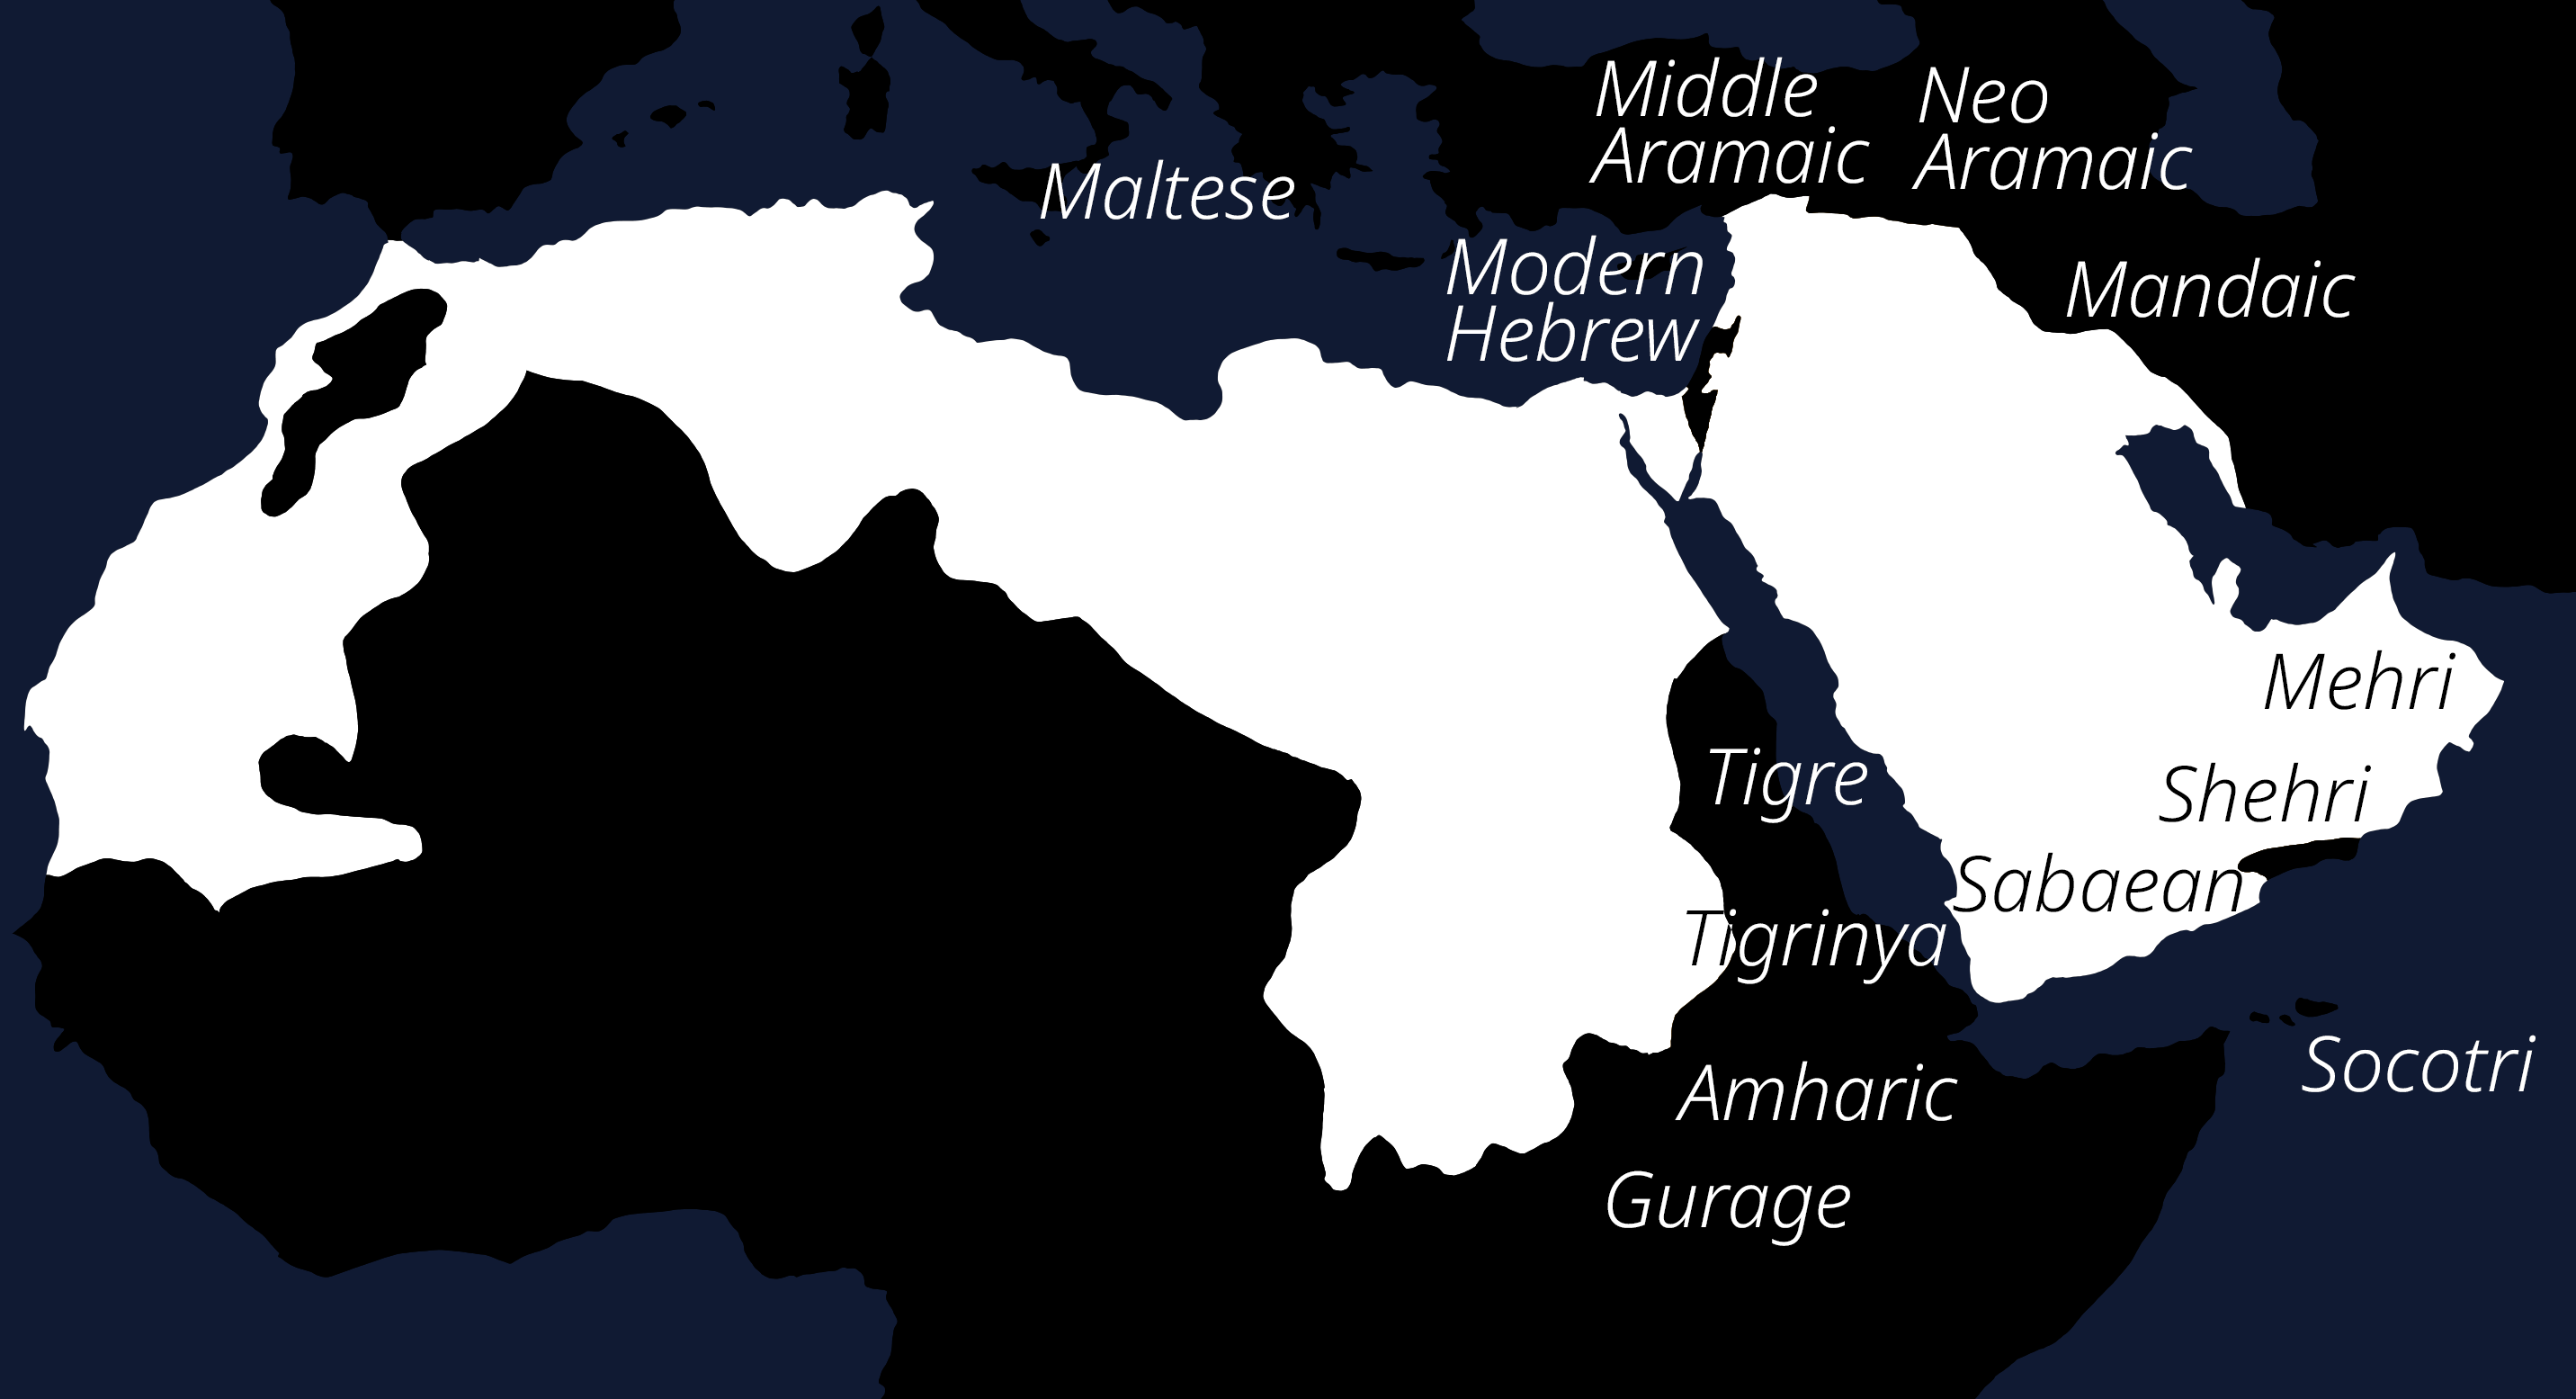 Middle
Aramaic
Neo
Aramaic
Maltese
Modern
Hebrew
Mandaic
Mehri
Tigre
Shehri
Sabaean
Tigrinya
Socotri
Amharic
Gurage